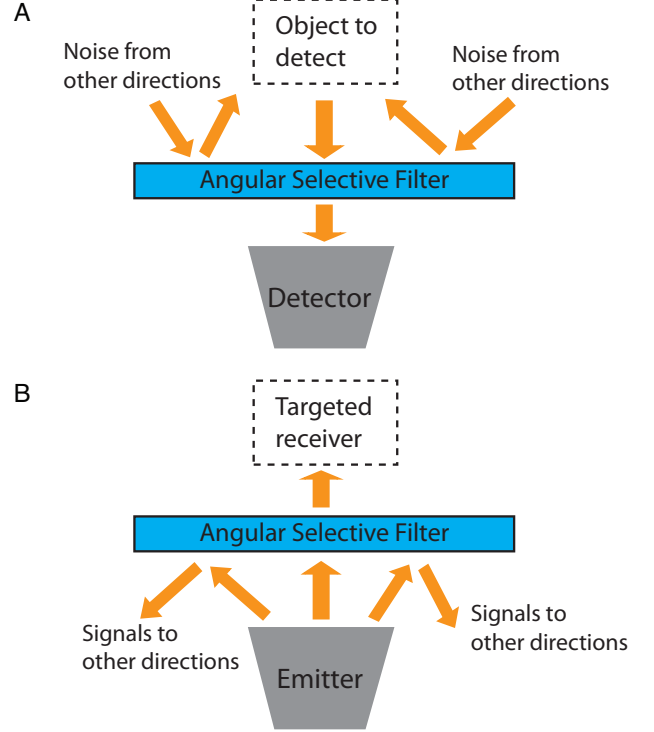 A
Object to
detect
Noise from
other directions
Noise from
other directions
Angular Selective Filter
Detector
B
Targeted
receiver
Angular Selective Filter
Signals to
other directions
Signals to
other directions
Emitter